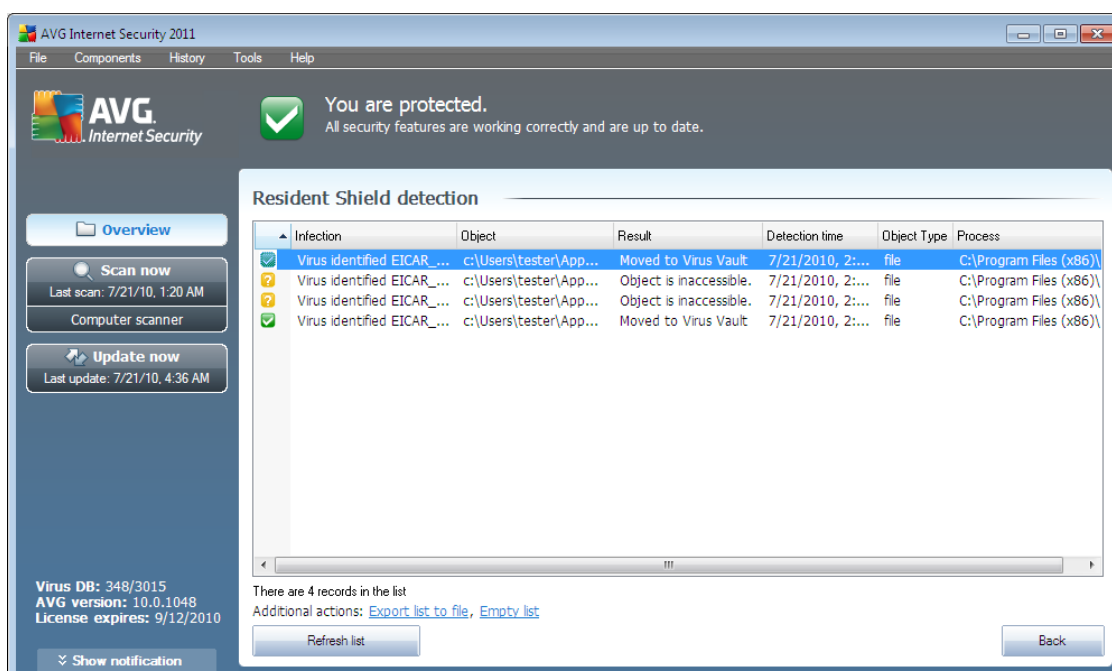 AVG Internet Security 2011
File Components History Tools Help
AVG.
Internet Security
You are protected.
All security features are working correctly and are up to date.
Overview
Scan now
Last scan: 7/21/10, 1:20 AM
Computer scanner
Update now
Last update: 7/21/10, 4:36 AM
Virus DB: 348/3015
AVG version: 10.0.1048
License expires: 9/12/2010
Show notification
Resident Shield detection
Infection Object Result Detection time Object Type Process
Virus identified EICAR_... c:\Users\tester\App... Moved to Virus Vault 7/21/2010, 2:... file C:\Program Files (x86)\
Virus identified EICAR_... c:\Users\tester\App... Object is inaccessible. 7/21/2010, 2:... file C:\Program Files (x86)\
Virus identified EICAR_... c:\Users\tester\App... Object is inaccessible. 7/21/2010, 2:... file C:\Program Files (x86)\
Virus identified EICAR_... c:\Users\tester\App... Moved to Virus Vault 7/21/2010, 2:... file C:\Program Files (x86)\
There are 4 records in the list
Additional actions: Export list to file, Empty list
Refresh list
Back